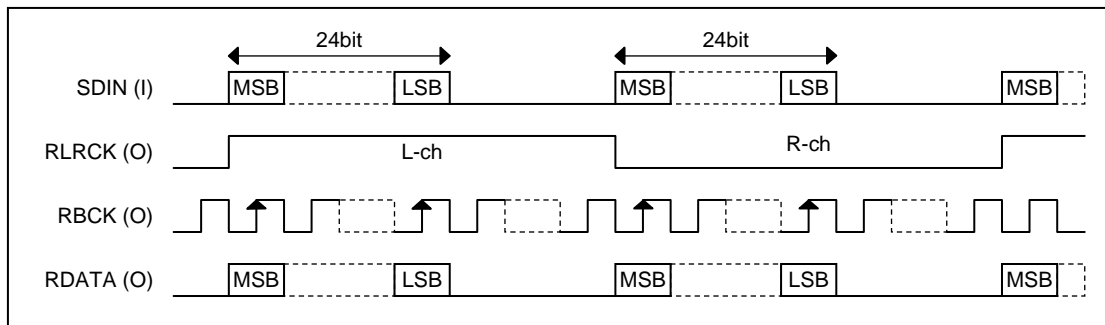 24bit 24bit
SDIN (I) MSB LSB MSB LSB MSB
RLRCK (O) L-ch R-ch
RBCK (O)
RDATA (O) MSB LSB MSB LSB MSB